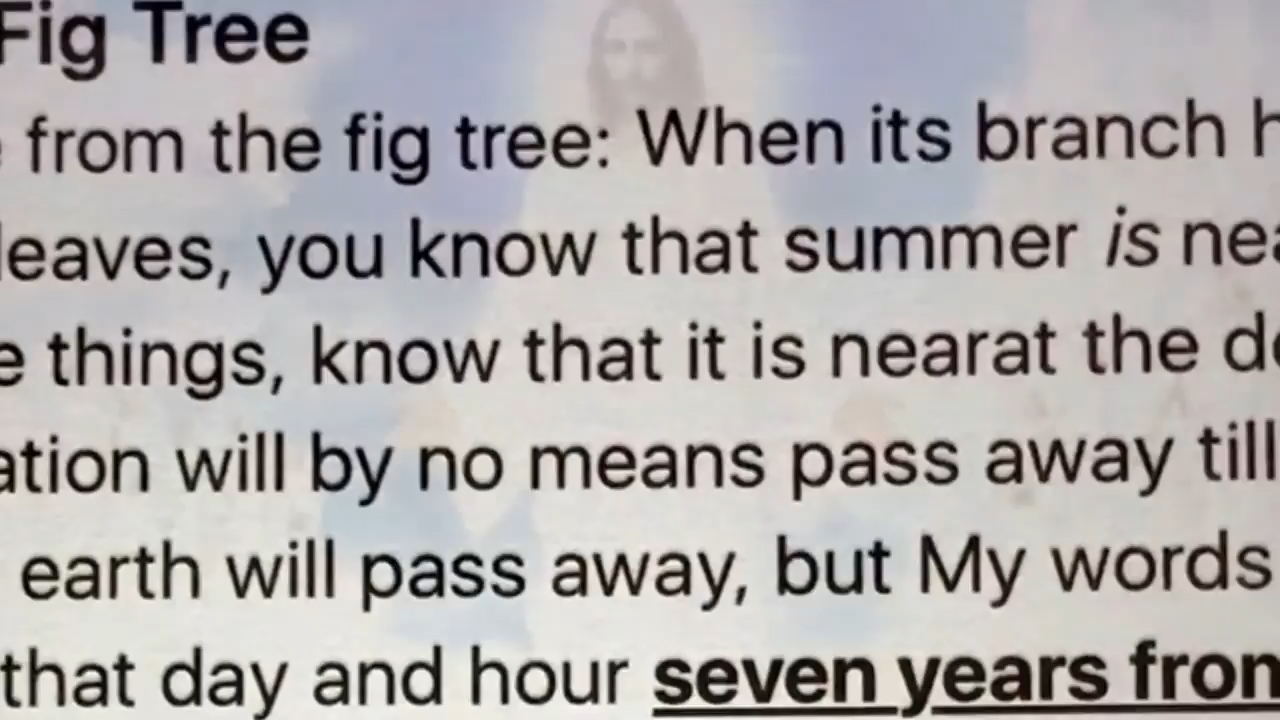 Fig Tree
from the fig tree: When its branch h
leaves, you know that summer is nea
e things, know that it is nearat the do
ation will by no means pass away till
earth will pass away, but My words
that day and hour seven years from